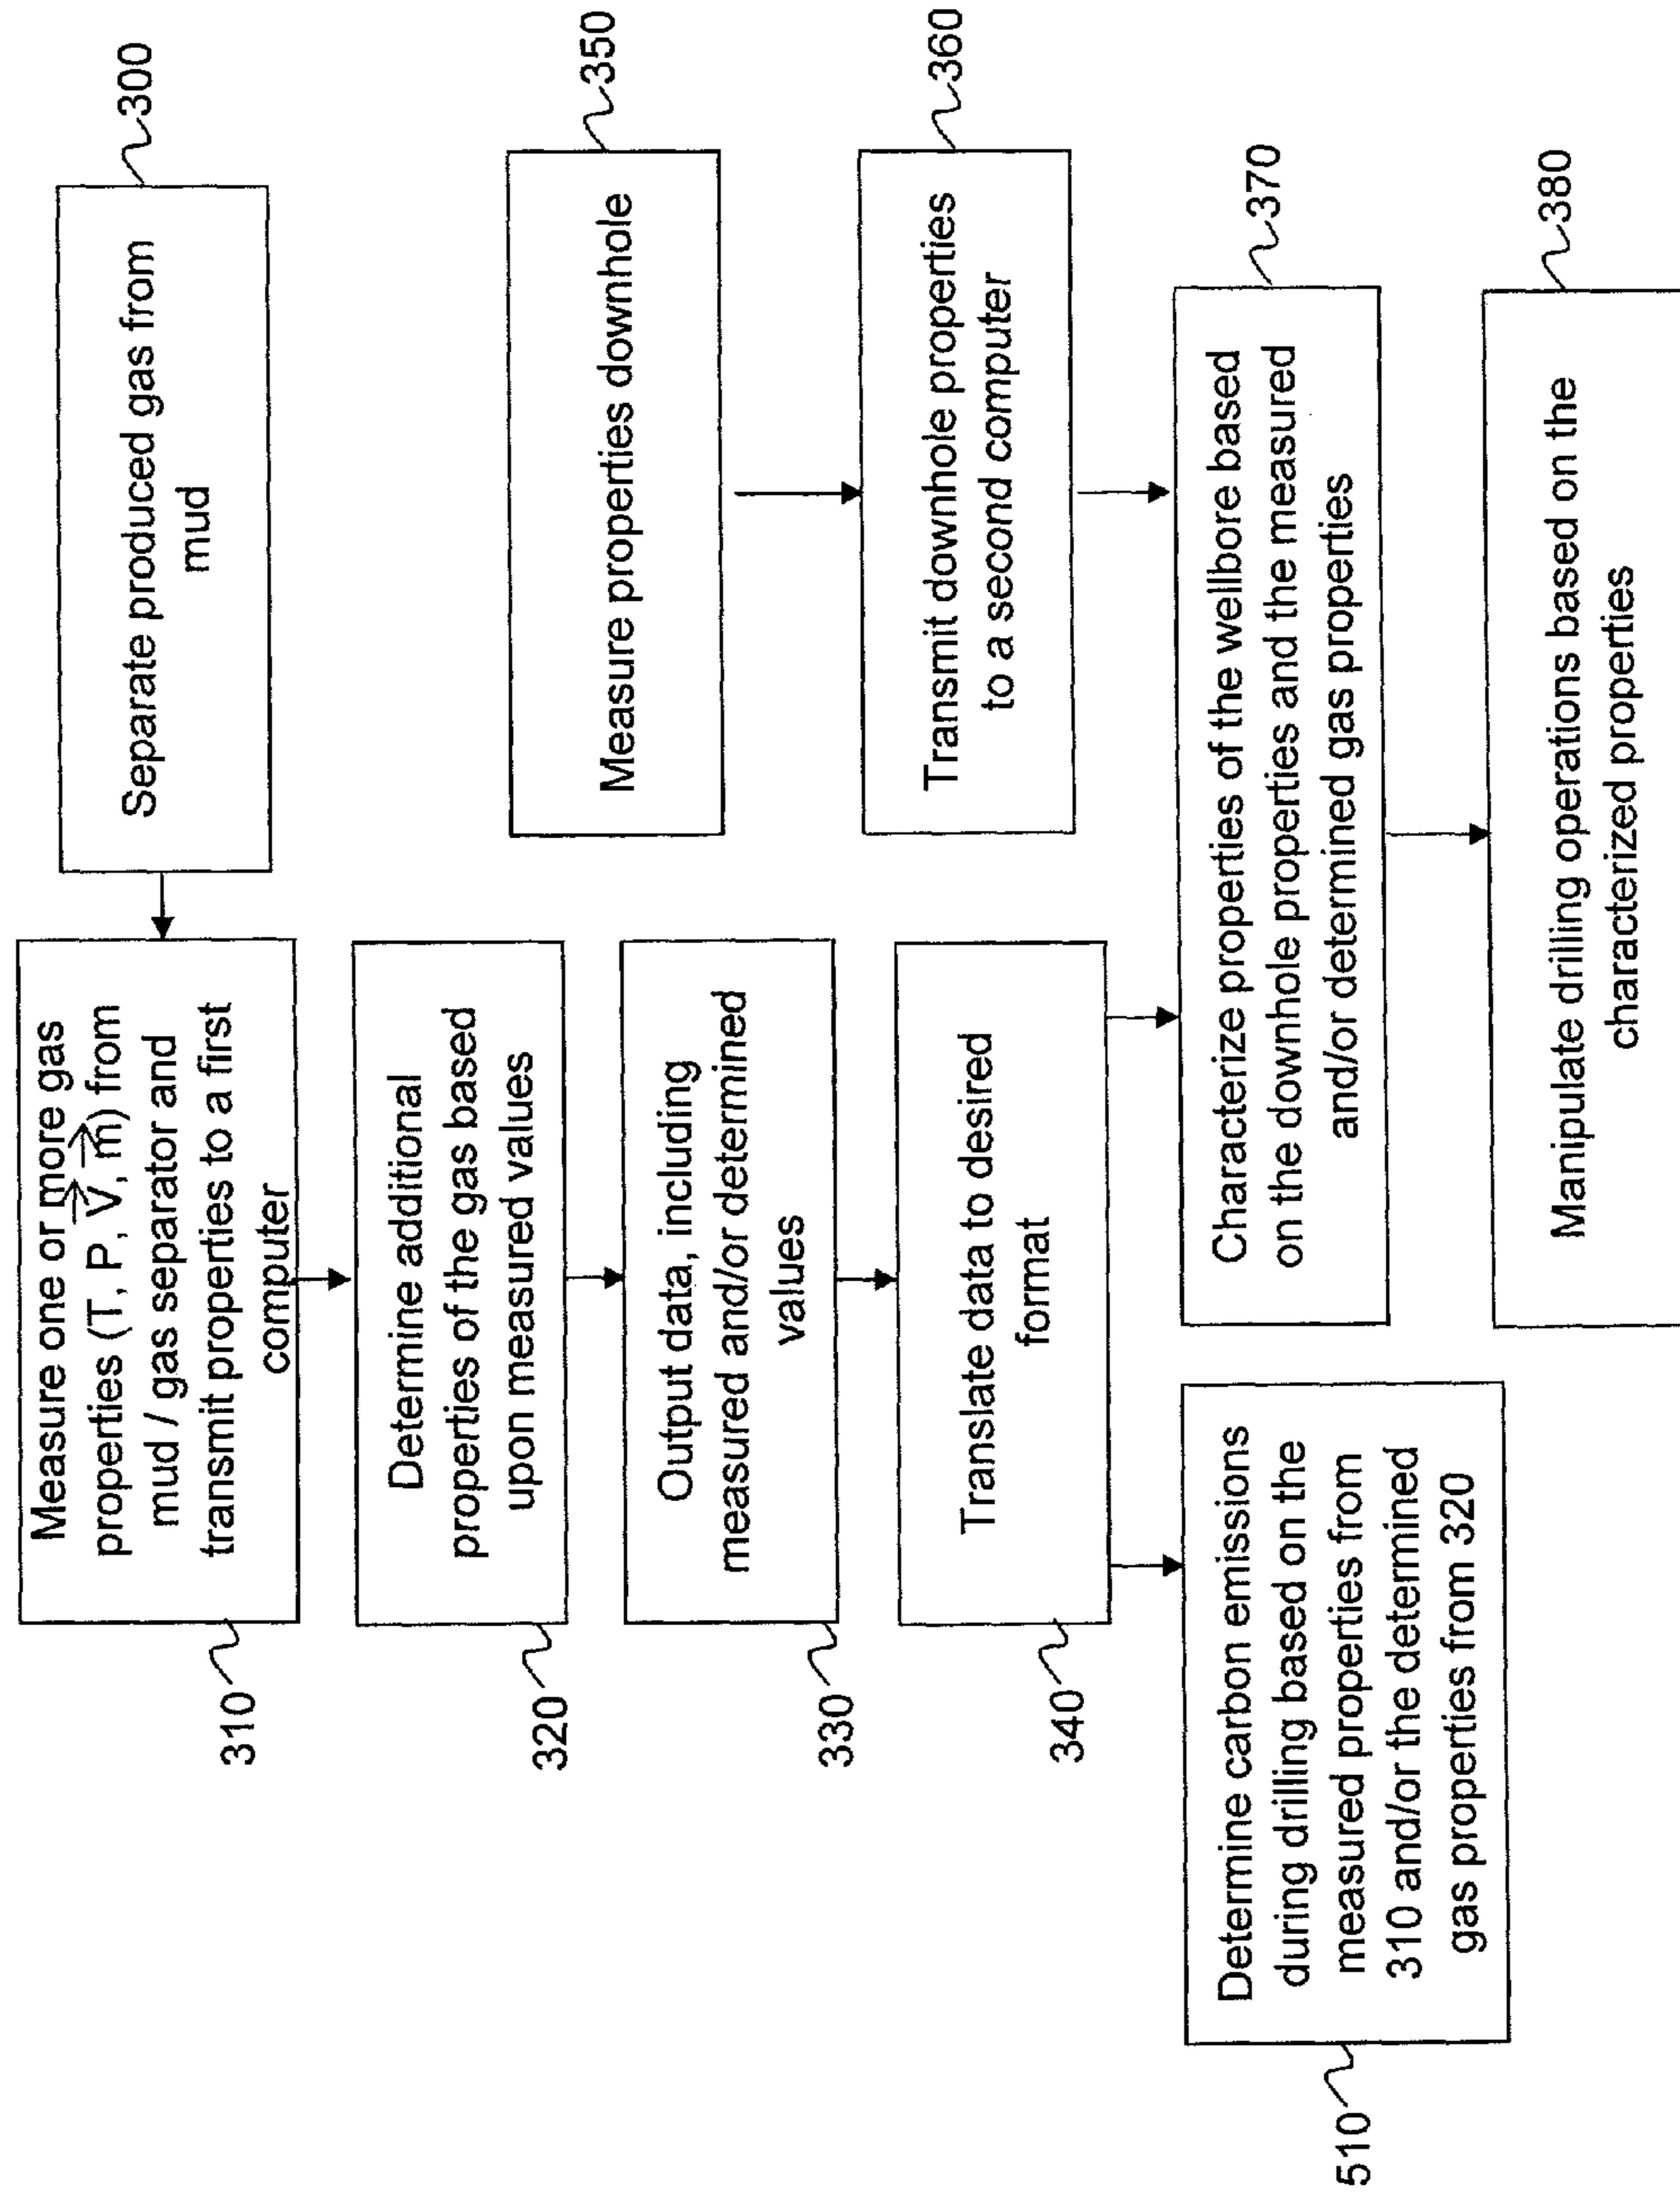 Separate produced gas from
mud
300
Measure one or more gas
properties (T, P, V, m) from
mud / gas separator and
transmit properties to a first
computer
310
Determine additional
properties of the gas based
upon measured values
320
Output data, including
measured and/or determined
values
330
Translate data to desired
format
340
Measure properties downhole
350
Transmit downhole properties
to a second computer
360
Characterize properties of the wellbore based
on the downhole properties and the measured
and/or determined gas properties
370
Manipulate drilling operations based on the
characterized properties
380
Determine carbon emissions
during drilling based on the
measured properties from
310 and/or the determined
gas properties from 320
510